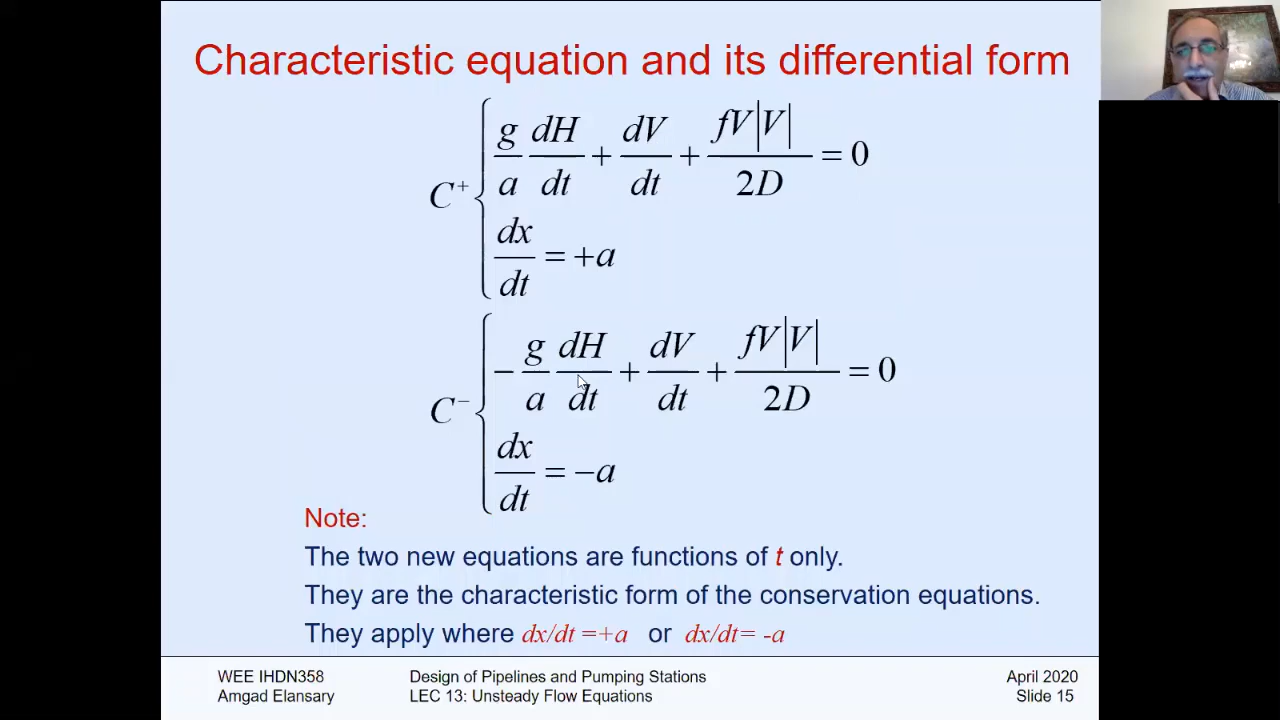 Characteristic equation and its differential form
C⁺ { g/a dH/dt + dV/dt + fV|V|/2D = 0
dx/dt = +a
C⁻ { − g/a dH/dt + dV/dt + fV|V|/2D = 0
dx/dt = −a
Note:
The two new equations are functions of t only.
They are the characteristic form of the conservation equations.
They apply where dx/dt =+a or dx/dt= -a
WEE IHDN358
Amgad Elansary
Design of Pipelines and Pumping Stations
LEC 13: Unsteady Flow Equations
April 2020
Slide 15